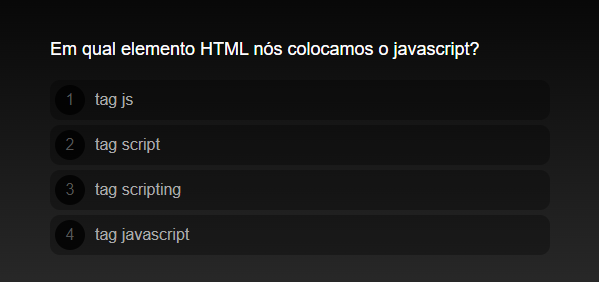 Em qual elemento HTML nós colocamos o javascript?
1 tag js
2 tag script
3 tag scripting
4 tag javascript